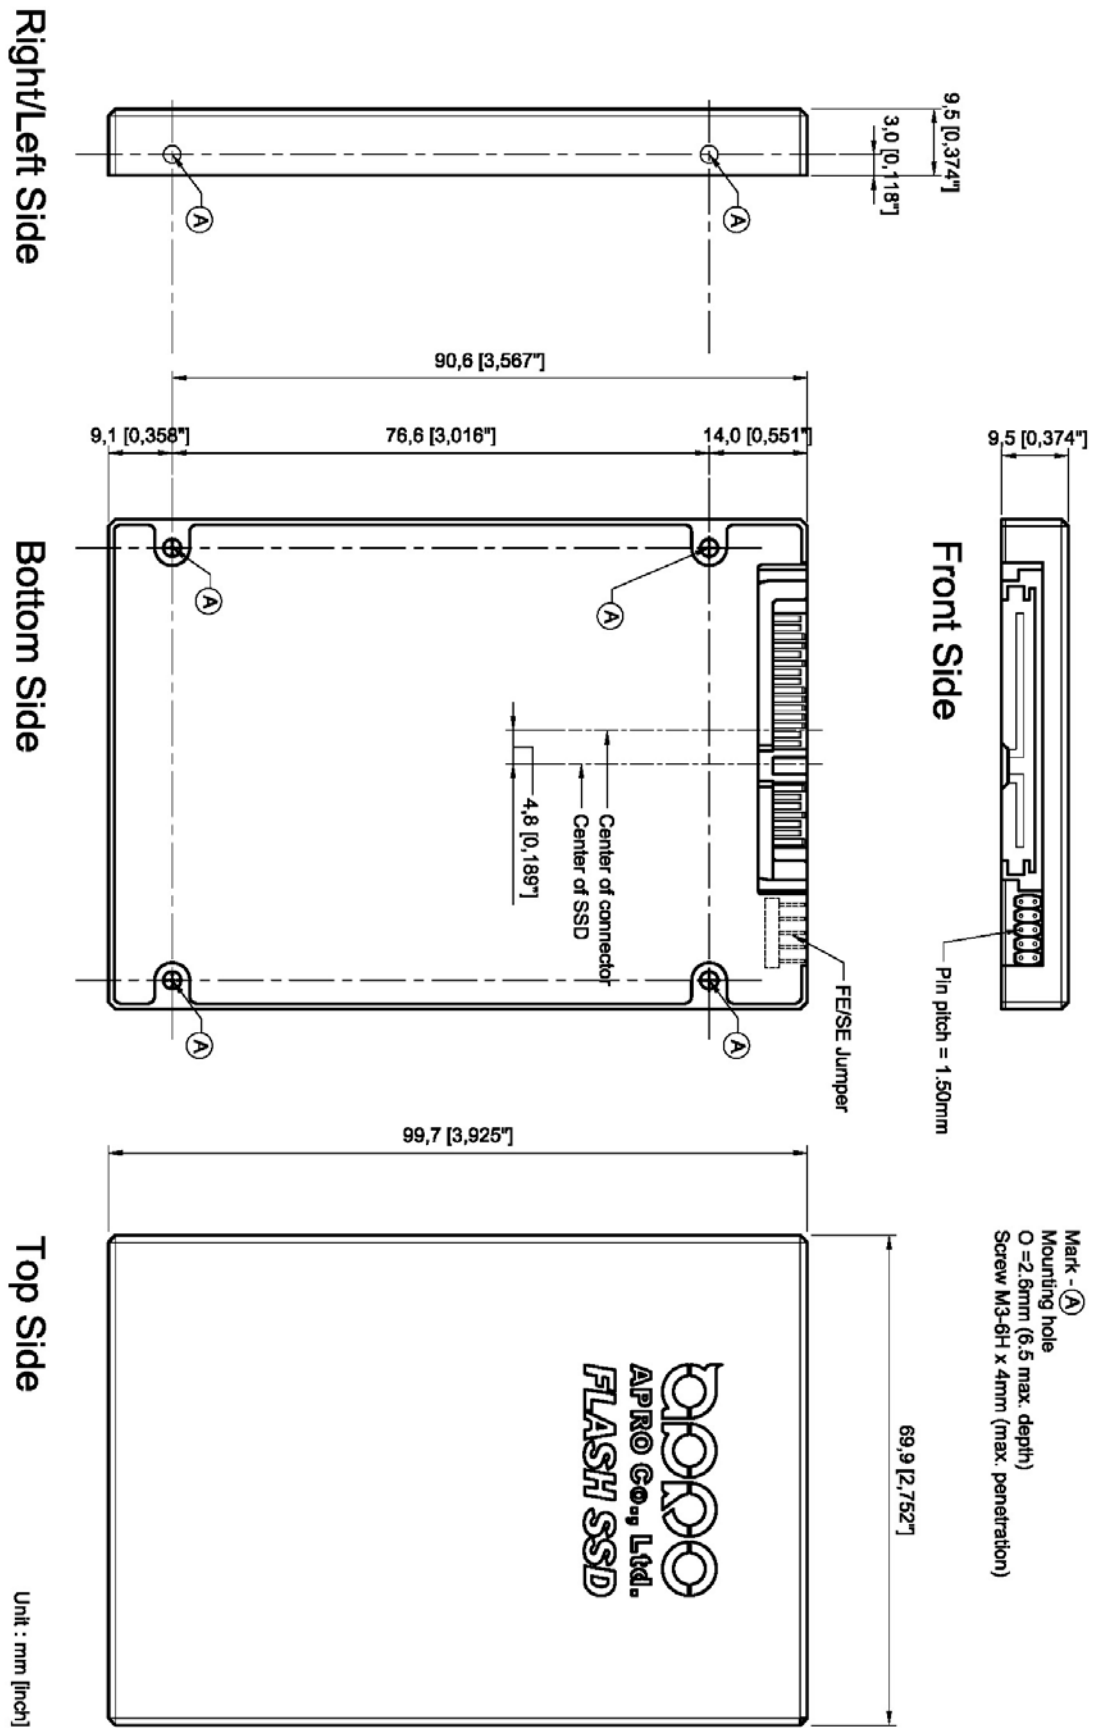 Right/Left Side
9,5 [0,374"]
3,0 [0,118"]
A
A
90,6 [3,567"]
9,1 [0,358"]
76,6 [3,016"]
14,0 [0,551"]
A
A
A
A
Center of connector
Center of SSD
4,8 [0,189"]
FE/SE Jumper
Bottom Side
9,5 [0,374"]
Front Side
Pin pitch = 1.50mm
99,7 [3,925"]
69,9 [2,752"]
apro
APRO Co., Ltd.
FLASH SSD
Top Side
Mark - A
Mounting hole
O =2.6mm (6.5 max. depth)
Screw M3-6H x 4mm (max. penetration)
Unit : mm [inch]